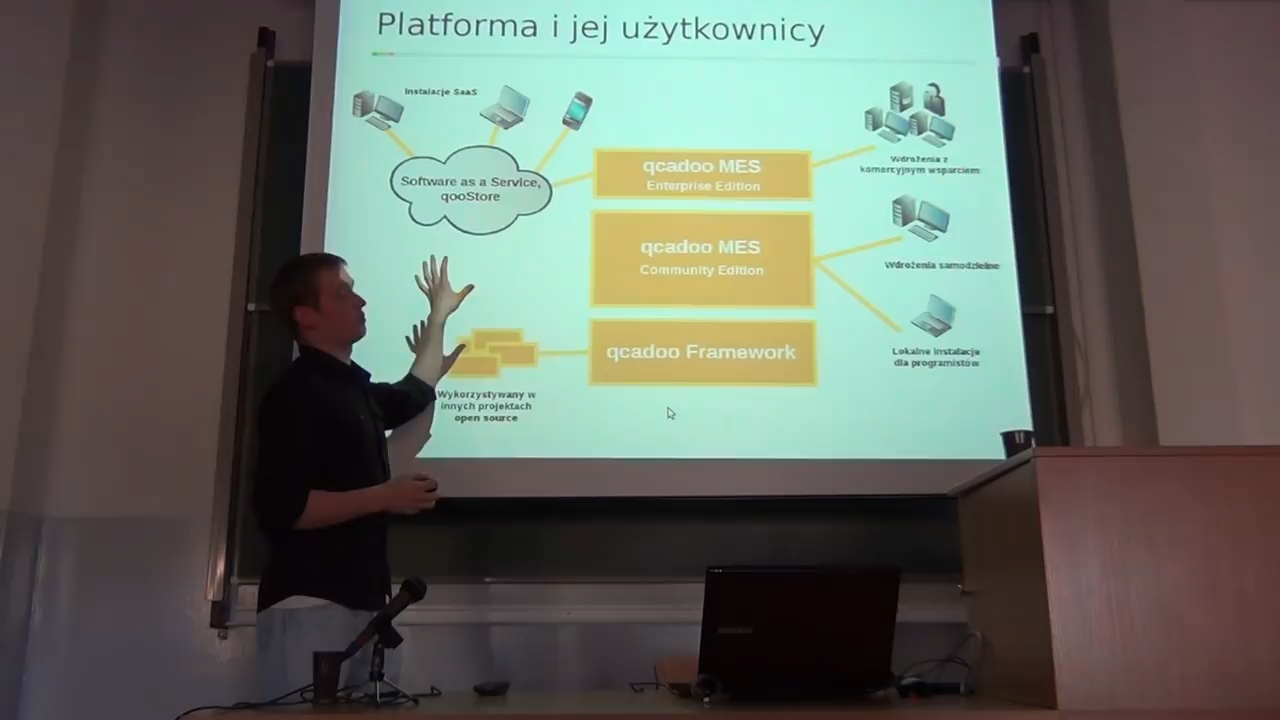 Platforma i jej użytkownicy
Instalacje SaaS
Software as a Service,
qooStore
qcadoo MES
Enterprise Edition
Wdrożenia z
komercyjnym wsparciem
qcadoo MES
Community Edition
Wdrożenia samodzielne
qcadoo Framework
Lokalne instalacje
dla programistów
Wykorzystywany w
innych projektach
open source